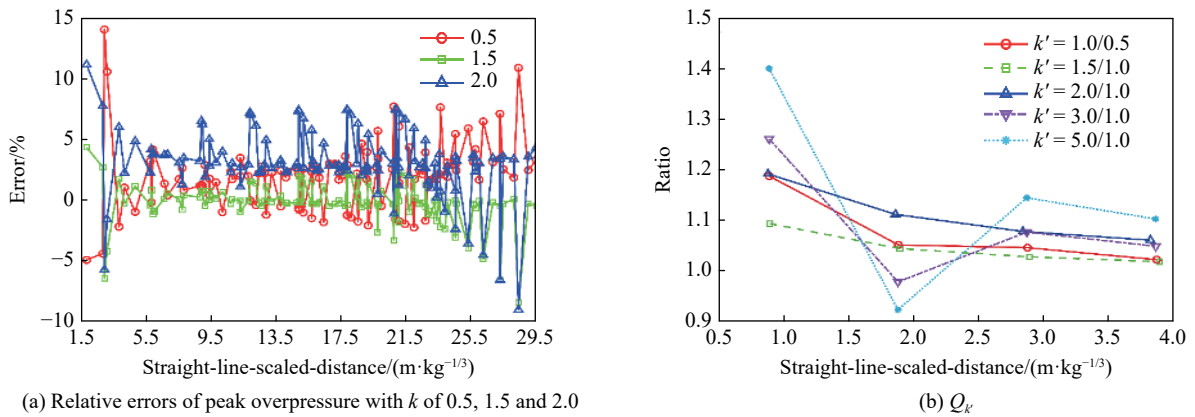 15
10
5
0
−5
−10
Error/%
0.5
1.5
2.0
1.5 5.5 9.5 13.5 17.5 21.5 25.5 29.5
Straight-line-scaled-distance/(m·kg⁻¹/³)
(a) Relative errors of peak overpressure with k of 0.5, 1.5 and 2.0
1.5
1.4
1.3
1.2
1.1
1.0
0.9
Ratio
k′ = 1.0/0.5
k′ = 1.5/1.0
k′ = 2.0/1.0
k′ = 3.0/1.0
k′ = 5.0/1.0
0.5 1.0 1.5 2.0 2.5 3.0 3.5 4.0
Straight-line-scaled-distance/(m·kg⁻¹/³)
(b) Qk′